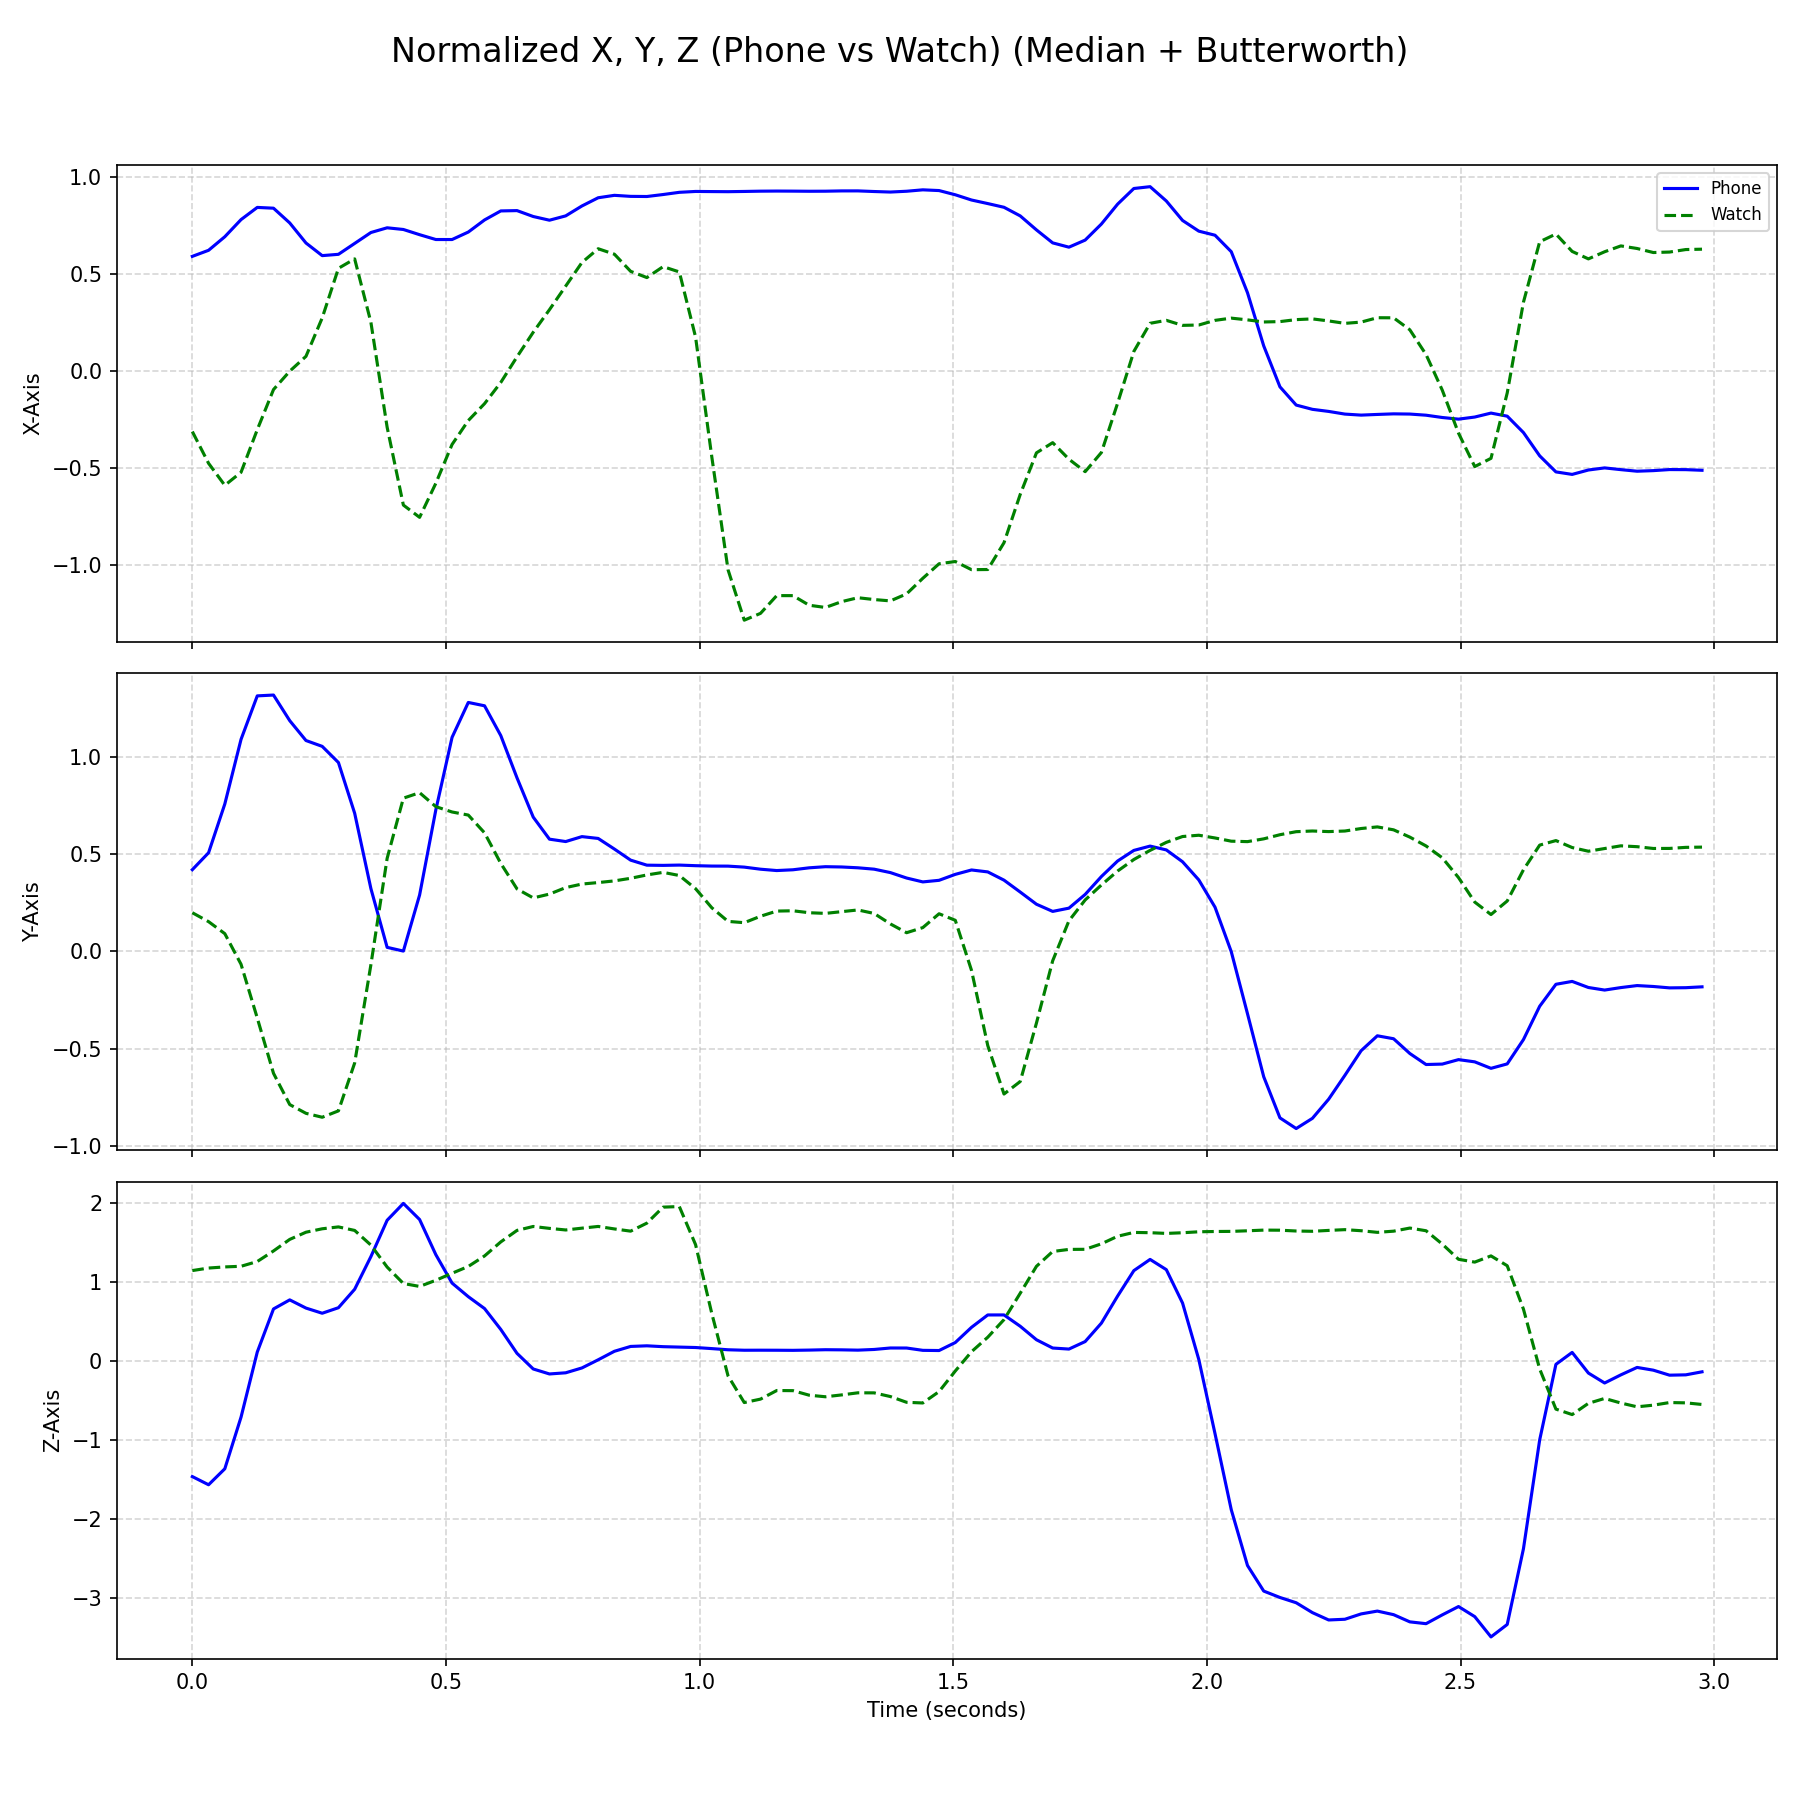 Normalized X, Y, Z (Phone vs Watch) (Median + Butterworth)
Phone
Watch
1.0
0.5
0.0
−0.5
−1.0
X-Axis
1.0
0.5
0.0
−0.5
−1.0
Y-Axis
2
1
0
−1
−2
−3
Z-Axis
0.0 0.5 1.0 1.5 2.0 2.5 3.0
Time (seconds)